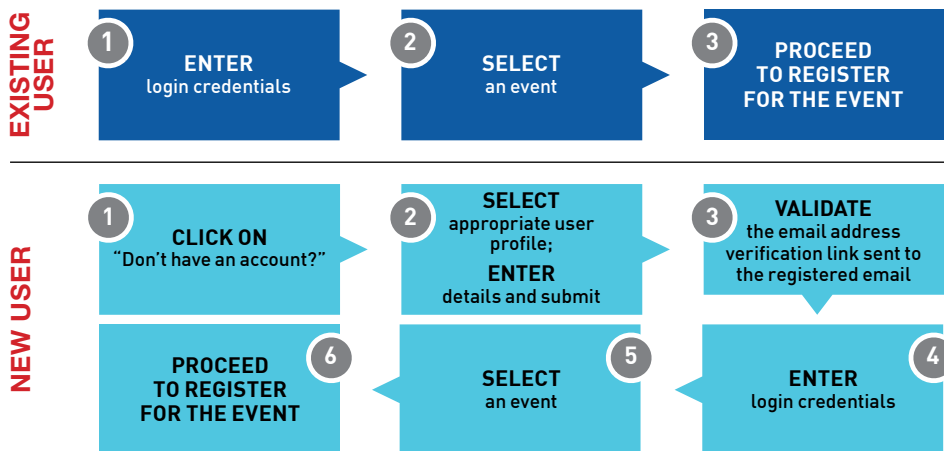 EXISTING
USER
1
ENTER
login credentials
2
SELECT
an event
3
PROCEED
TO REGISTER
FOR THE EVENT
NEW USER
1
CLICK ON
“Don’t have an account?”
2
SELECT
appropriate user
profile;
ENTER
details and submit
3
VALIDATE
the email address
verification link sent to
the registered email
4
ENTER
login credentials
5
SELECT
an event
6
PROCEED
TO REGISTER
FOR THE EVENT